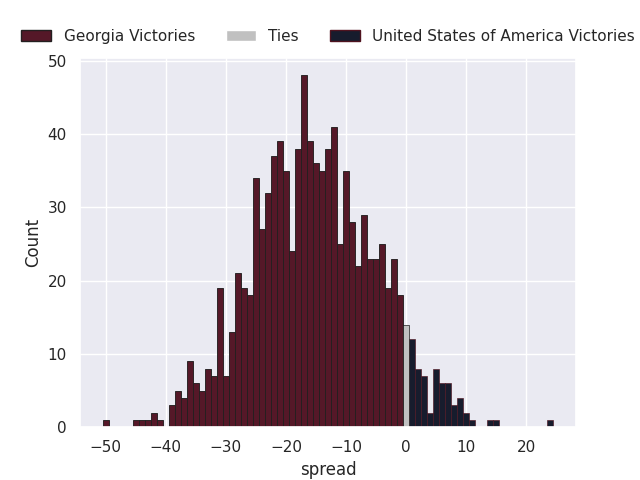 Georgia Victories Ties United States of America Victories
50
40
30
20
10
0
Count
−50 −40 −30 −20 −10 0 10 20
spread